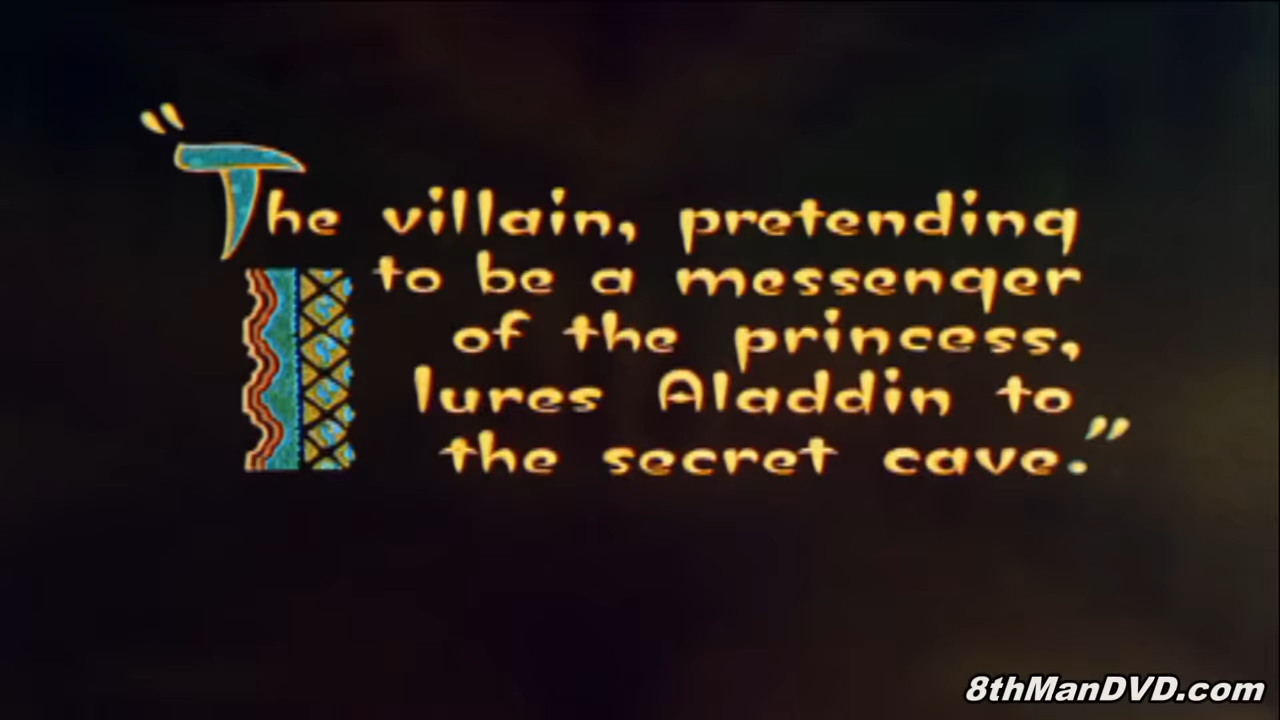 “The villain, pretending
to be a messenger
of the princess,
lures Aladdin to
the secret cave.”
8thManDVD.com